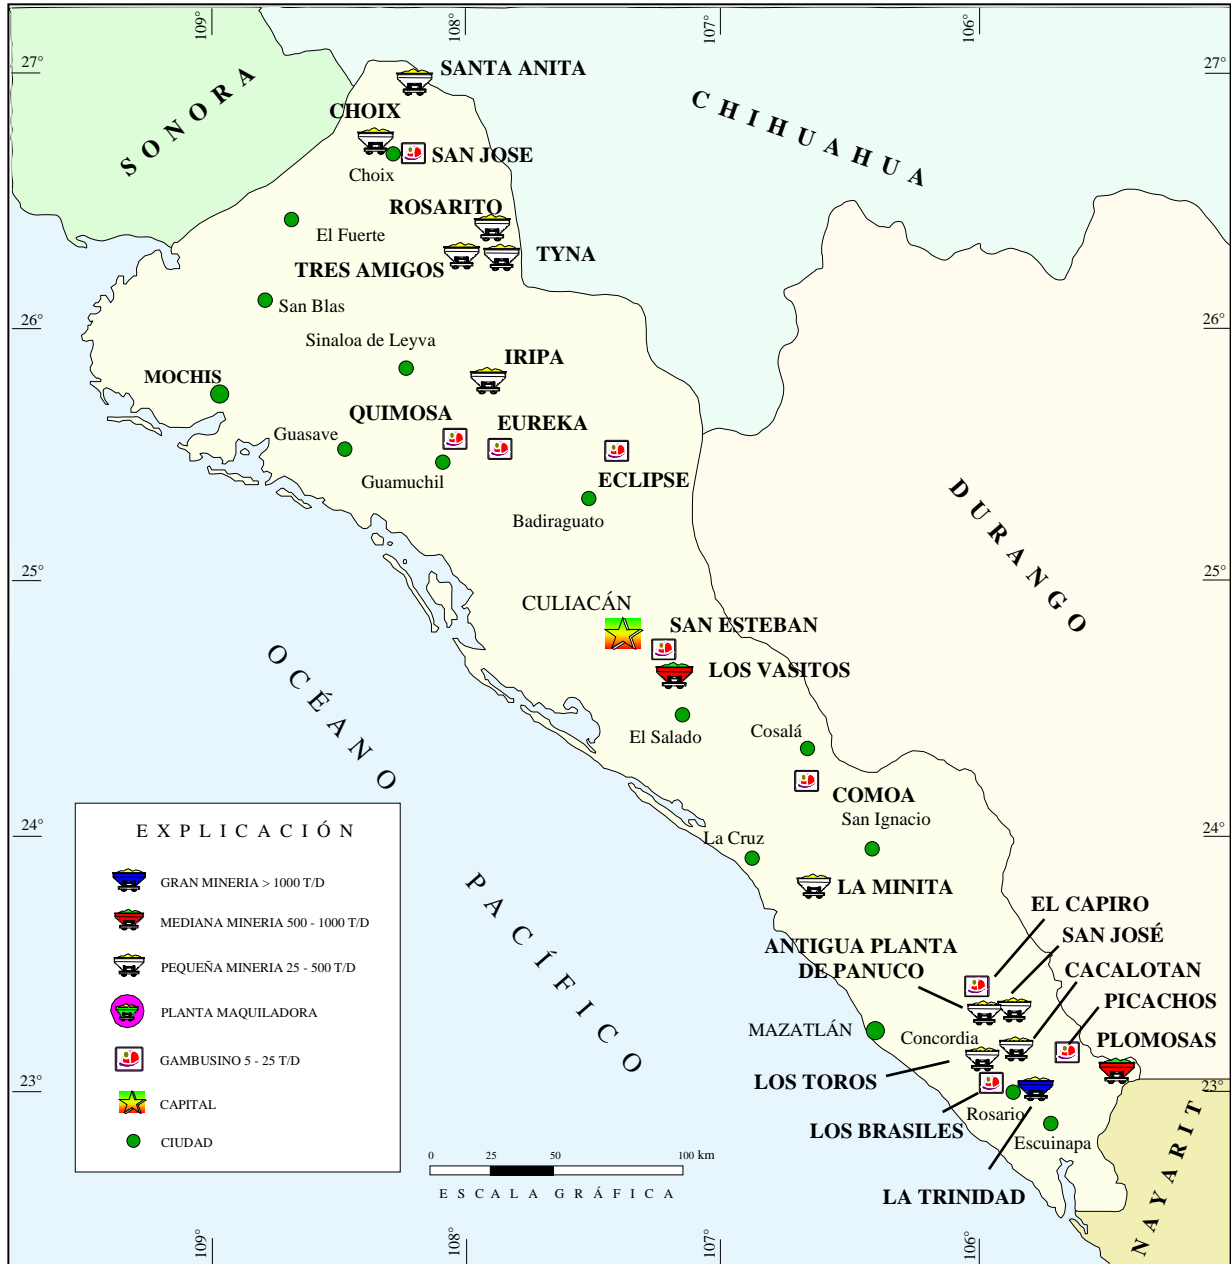 109°
108°
107°
106°
27°
27°
SANTA ANITA
SONORA
CHIHUAHUA
CHOIX
SAN JOSE
Choix
ROSARITO
El Fuerte
TYNA
TRES AMIGOS
San Blas
26°
26°
Sinaloa de Leyva
IRIPA
MOCHIS
QUIMOSA
EUREKA
Guasave
Guamuchil
ECLIPSE
Badiraguato
DURANGO
25°
25°
CULIACÁN
SAN ESTEBAN
LOS VASITOS
OCÉANO
El Salado
Cosalá
COMOA
San Ignacio
24°
24°
La Cruz
LA MINITA
PACÍFICO
EL CAPIRO
SAN JOSÉ
ANTIGUA PLANTA
DE PANUCO
CACALOTAN
PICACHOS
MAZATLÁN
Concordia
PLOMOSAS
LOS TOROS
23°
23°
Rosario
LOS BRASILES
Escuinapa
LA TRINIDAD
NAYARIT
EXPLICACIÓN
GRAN MINERIA > 1000 T/D
MEDIANA MINERIA 500 - 1000 T/D
PEQUEÑA MINERIA 25 - 500 T/D
PLANTA MAQUILADORA
GAMBUSINO 5 - 25 T/D
CAPITAL
CIUDAD
0 25 50 100 km
ESCALA GRÁFICA
109°
108°
107°
106°